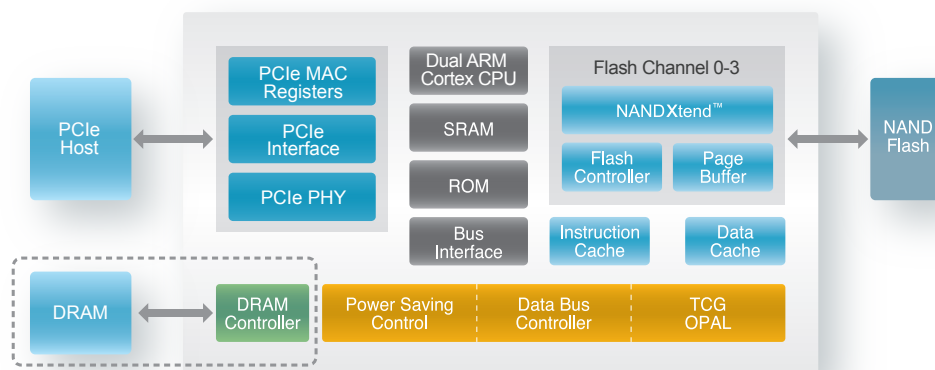 PCIe
Host
PCIe MAC
Registers
PCIe
Interface
PCIe PHY
Dual ARM
Cortex CPU
SRAM
ROM
Bus
Interface
Flash Channel 0-3
NANDXtend™
Flash
Controller
Page
Buffer
Instruction
Cache
Data
Cache
NAND
Flash
DRAM
DRAM
Controller
Power Saving
Control
Data Bus
Controller
TCG
OPAL